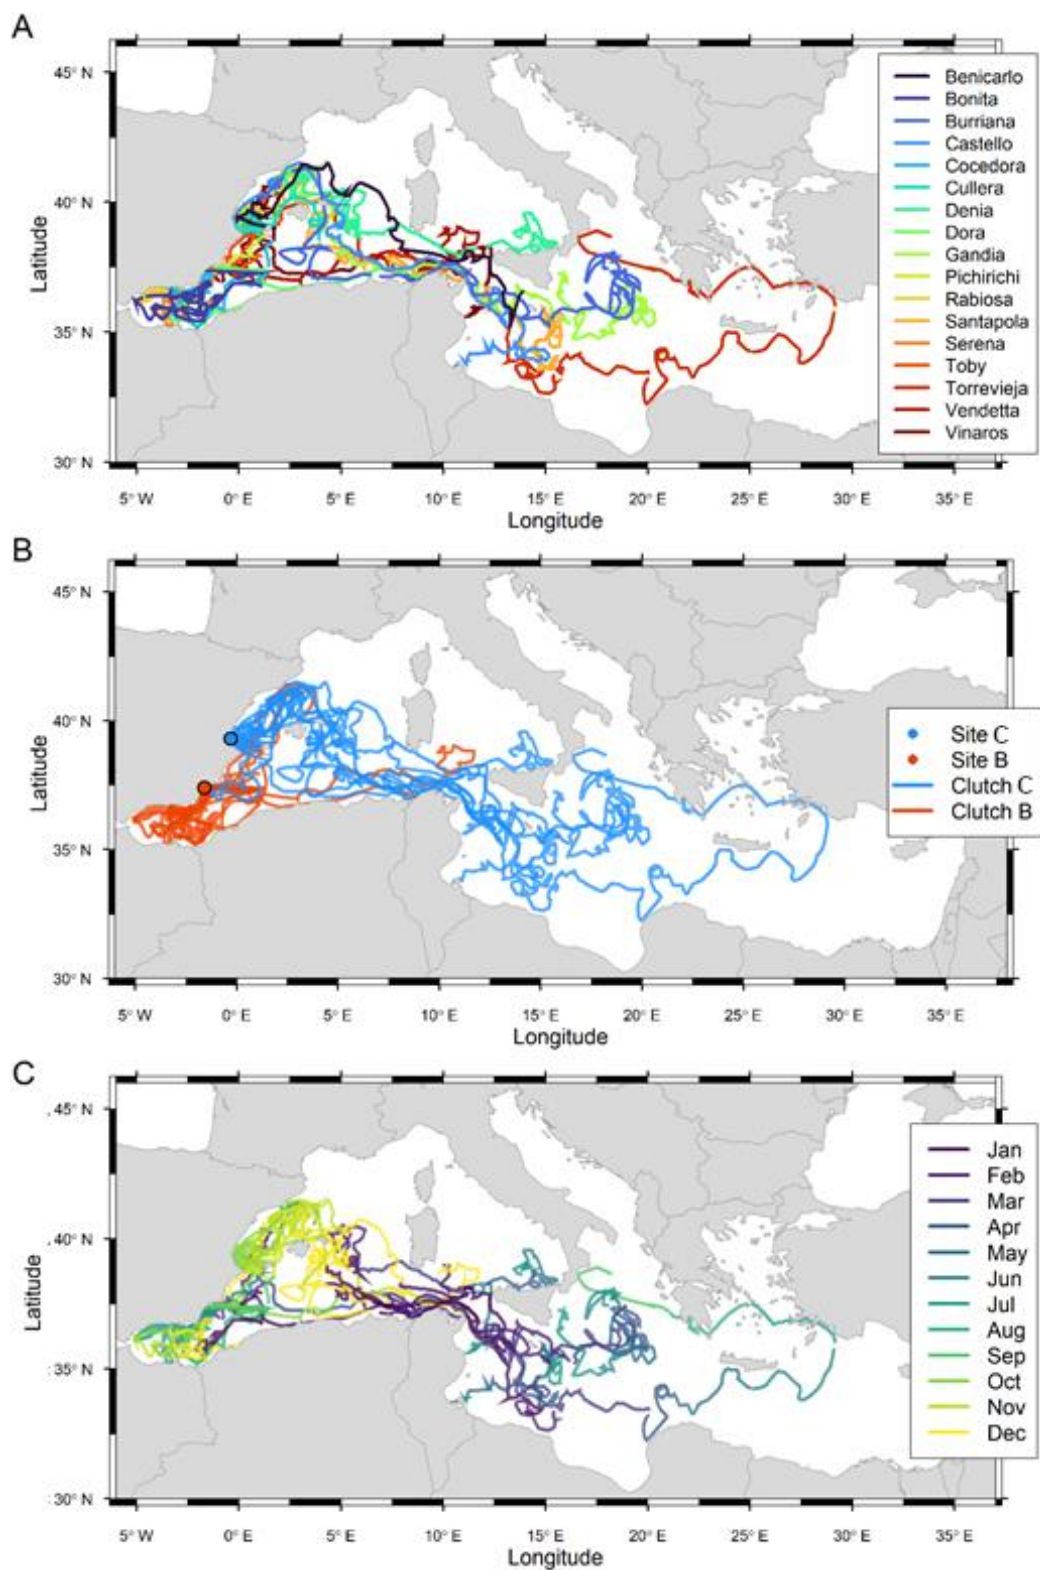 A
45° N
40° N
35° N
30° N
Latitude
5° W 0° E 5° E 10° E 15° E 20° E 25° E 30° E 35° E
Longitude
Benicarlo
Bonita
Burriana
Castello
Cocedora
Cullera
Denia
Dora
Gandia
Pichirichi
Rabiosa
Santapola
Serena
Toby
Torrevieja
Vendetta
Vinaros
B
45° N
40° N
35° N
30° N
Latitude
5° W 0° E 5° E 10° E 15° E 20° E 25° E 30° E 35° E
Longitude
Site C
Site B
Clutch C
Clutch B
C
45° N
40° N
35° N
30° N
Latitude
5° W 0° E 5° E 10° E 15° E 20° E 25° E 30° E 35° E
Longitude
Jan
Feb
Mar
Apr
May
Jun
Jul
Aug
Sep
Oct
Nov
Dec